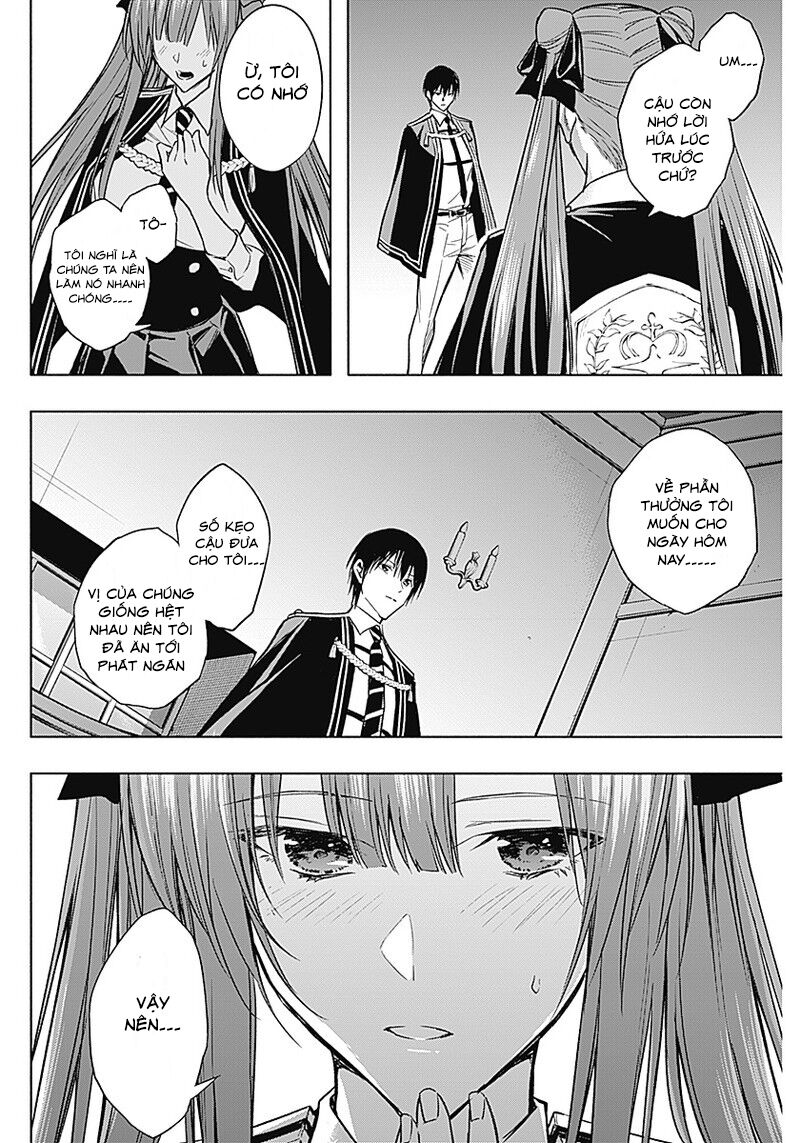 UM....
CẬU CÒN
NHỚ LỜI
HỨA LÚC
TRƯỚC
CHỨ?
Ừ, TÔI
CÓ NHỚ
TÔ-
TÔI NGHĨ LÀ
CHÚNG TA NÊN
LÀM NÓ NHANH
CHÓNG....
VỀ PHẦN
THƯỞNG TÔI
MUỐN CHO
NGÀY HÔM
NAY.....
SỐ KẸO
CẬU ĐƯA
CHO TÔI...
VỊ CỦA CHÚNG
GIỐNG HỆT
NHAU NÊN TÔI
ĐÃ ĂN TỚI
PHÁT NGÁN
VẬY
NÊN...